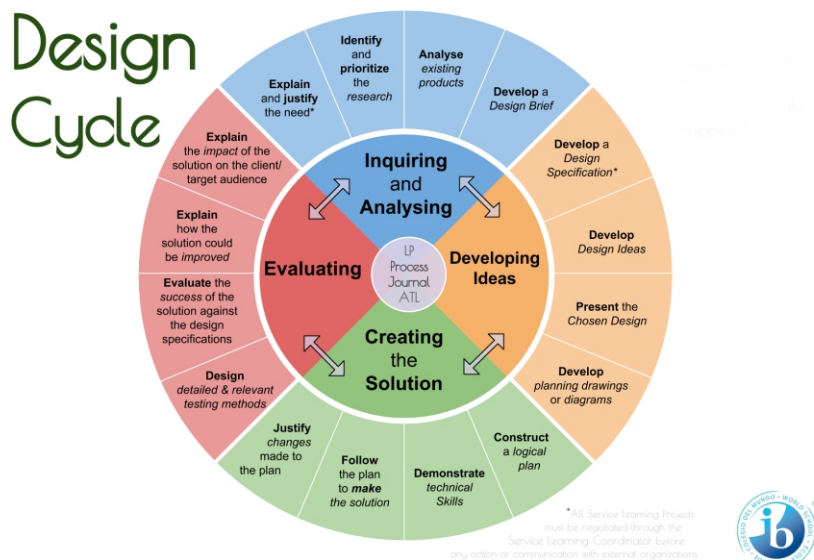 Design
Cycle
Explain
and justify
the need*
Identify
and
prioritize the
research
Analyse
existing
products
Develop a
Design Brief
Develop a
Design
Specification*
Develop
Design Ideas
Present the
Chosen Design
Develop
planning drawings
or diagrams
Construct
a logical
plan
Demonstrate
technical
Skills
Follow
the plan
to make
the solution
Justify
changes
made to
the plan
Design
detailed & relevant
testing methods
Evaluate the
success of the
solution against
the design
specifications
Explain
how the
solution could
be improved
Explain
the impact of the
solution on the client/
target audience
Inquiring
and
Analysing
Developing
Ideas
Creating
the
Solution
Evaluating
LP
Process
Journal
ATL
*All Service Learning Projects
must be negotiated through the
Service Learning Coordinator before
any action or communication with external organizations
COLEGIO DEL MUNDO · WORLD SCHOOL ·
ib